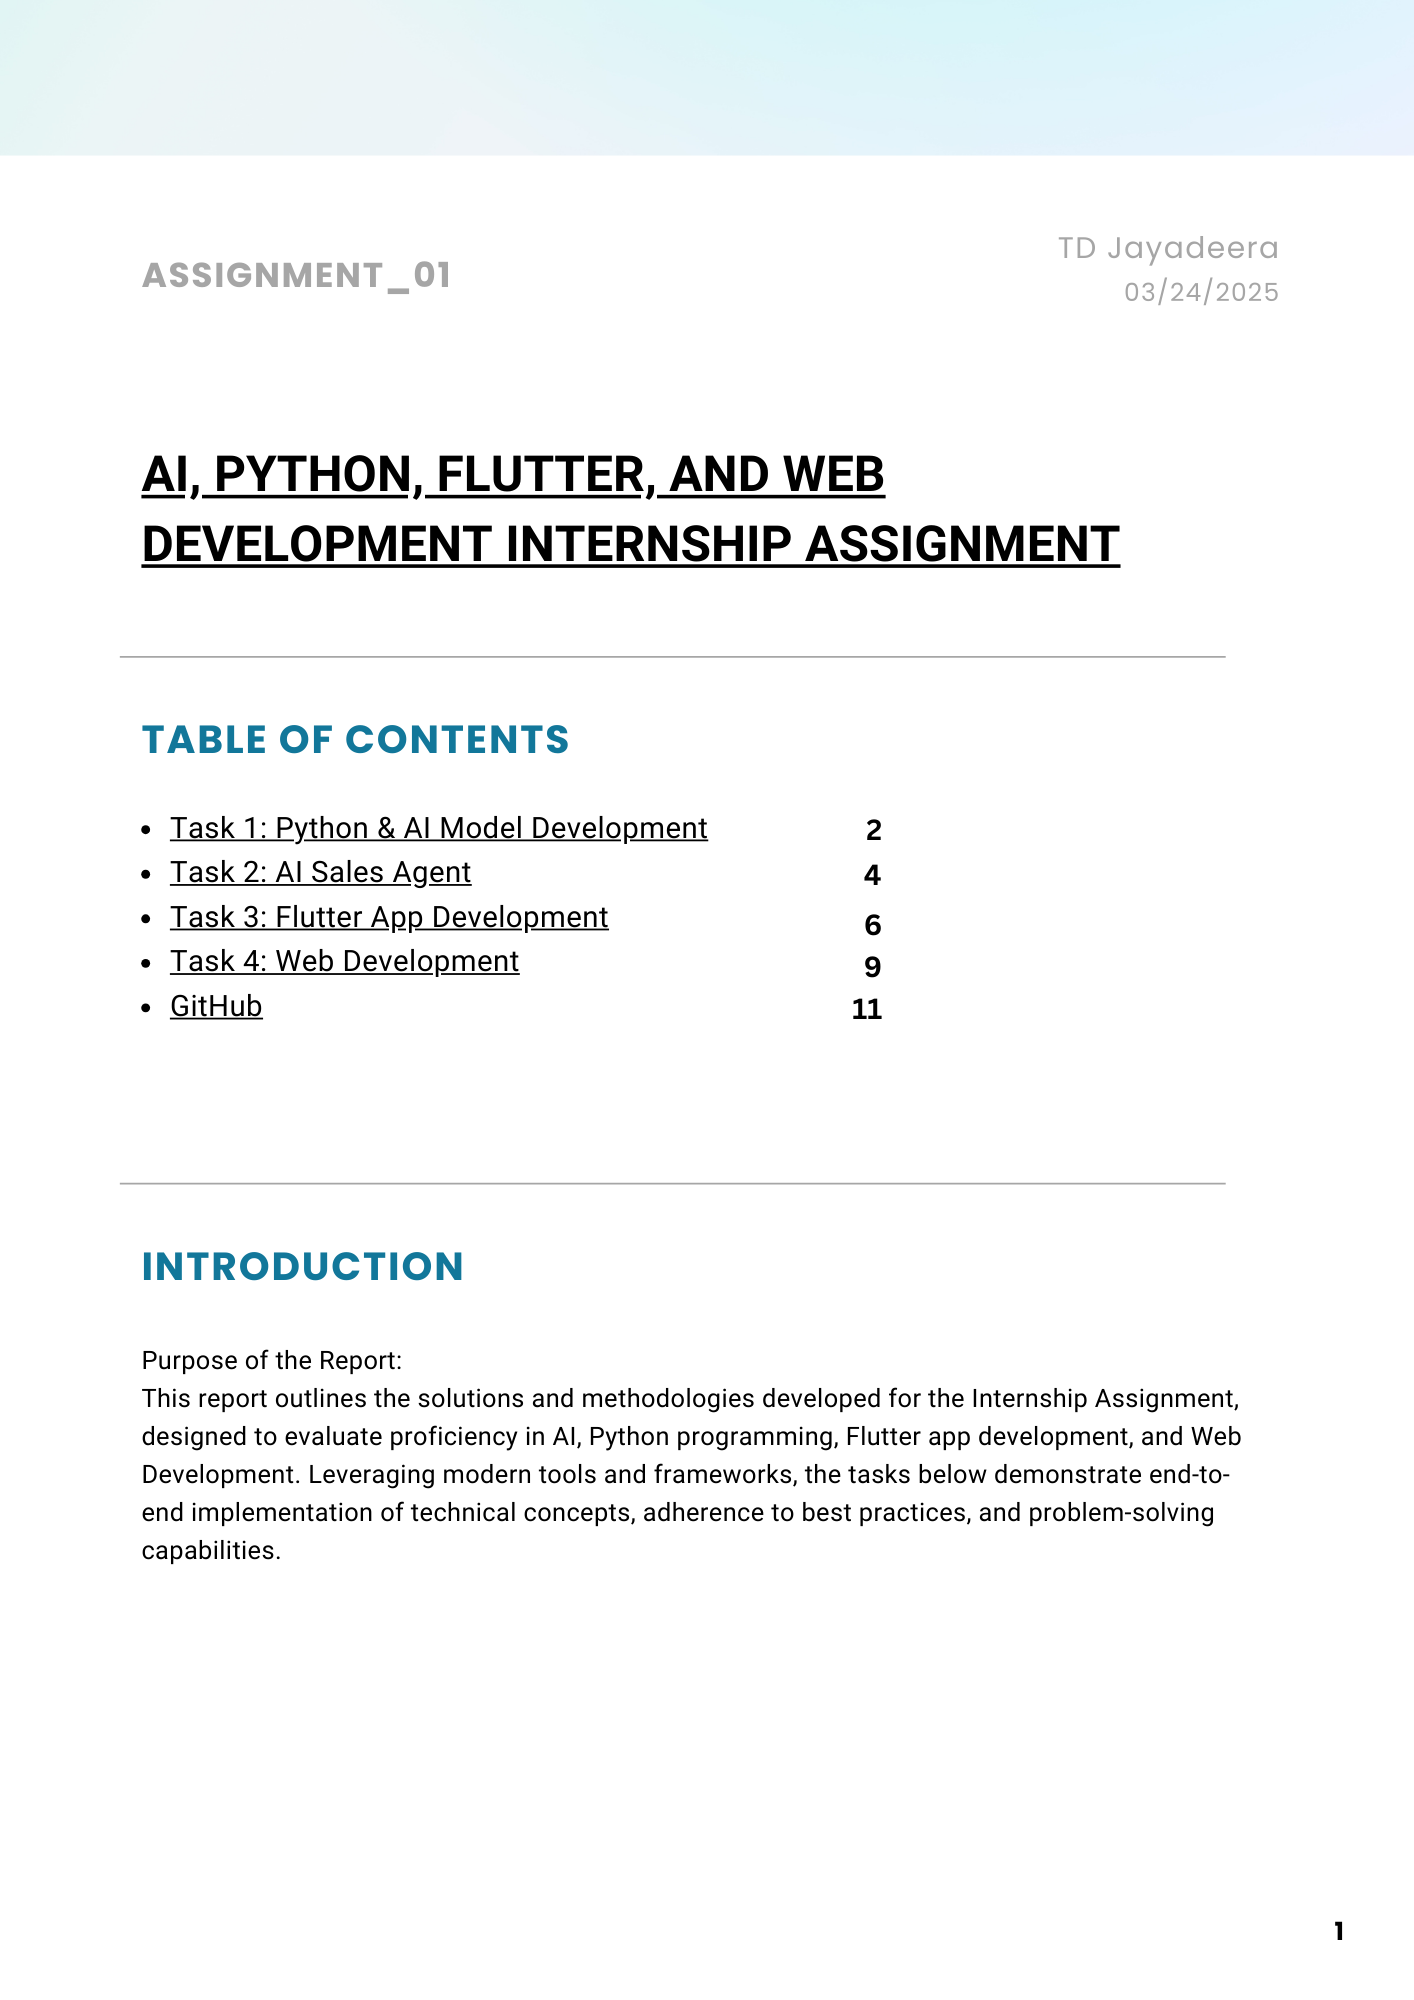 ASSIGNMENT_01
TD Jayadeera
03/24/2025
AI, PYTHON, FLUTTER, AND WEB
DEVELOPMENT INTERNSHIP ASSIGNMENT
TABLE OF CONTENTS
• Task 1: Python & AI Model Development 2
• Task 2: AI Sales Agent 4
• Task 3: Flutter App Development 6
• Task 4: Web Development 9
• GitHub 11
INTRODUCTION
Purpose of the Report:
This report outlines the solutions and methodologies developed for the Internship Assignment,
designed to evaluate proficiency in AI, Python programming, Flutter app development, and Web
Development. Leveraging modern tools and frameworks, the tasks below demonstrate end-to-
end implementation of technical concepts, adherence to best practices, and problem-solving
capabilities.
1